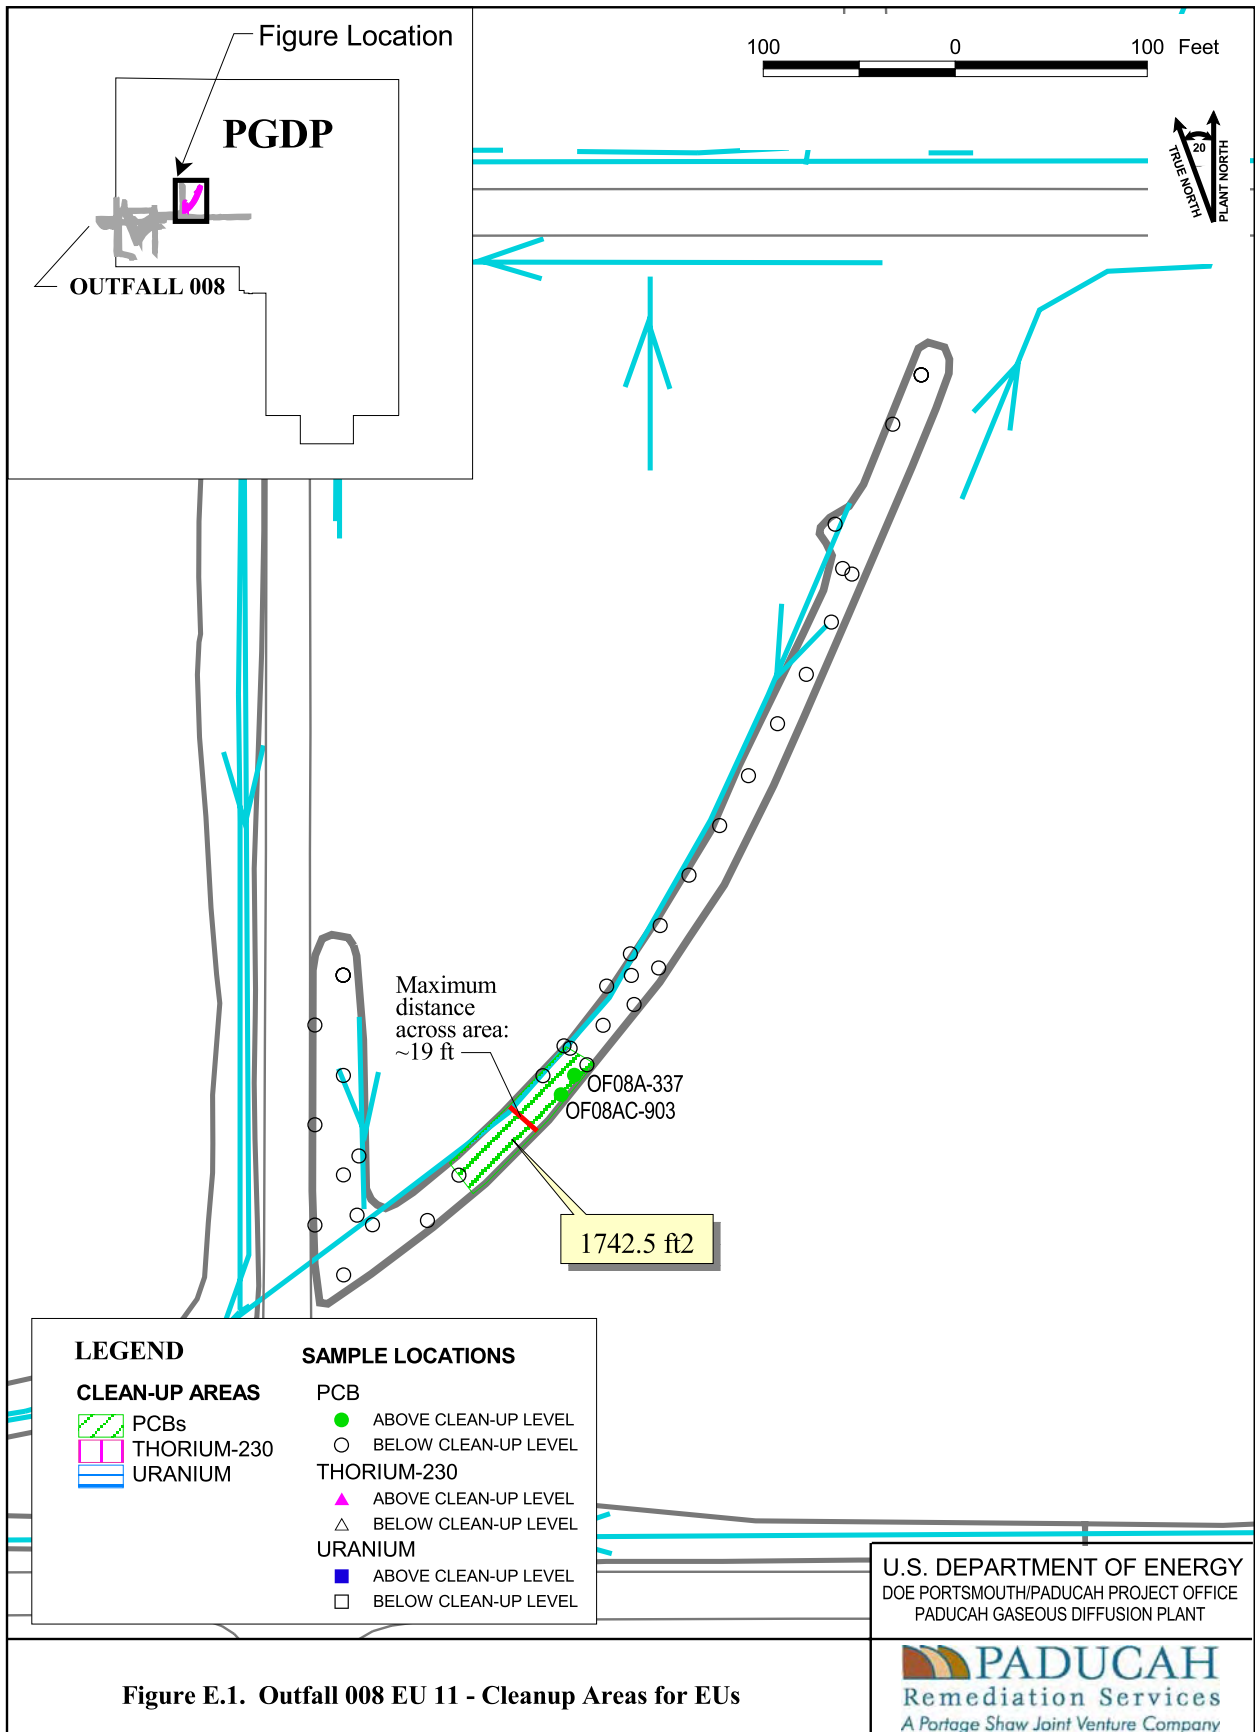 Figure Location
PGDP
OUTFALL 008
100 0 100 Feet
20
TRUE NORTH
PLANT NORTH
Maximum
distance
across area:
~19 ft
OF08A-337
OF08AC-903
1742.5 ft2
LEGEND
CLEAN-UP AREAS
PCBs
THORIUM-230
URANIUM
SAMPLE LOCATIONS
PCB
ABOVE CLEAN-UP LEVEL
BELOW CLEAN-UP LEVEL
THORIUM-230
ABOVE CLEAN-UP LEVEL
BELOW CLEAN-UP LEVEL
URANIUM
ABOVE CLEAN-UP LEVEL
BELOW CLEAN-UP LEVEL
U.S. DEPARTMENT OF ENERGY
DOE PORTSMOUTH/PADUCAH PROJECT OFFICE
PADUCAH GASEOUS DIFFUSION PLANT
PADUCAH
Remediation Services
A Portage Shaw Joint Venture Company
Figure E.1. Outfall 008 EU 11 - Cleanup Areas for EUs